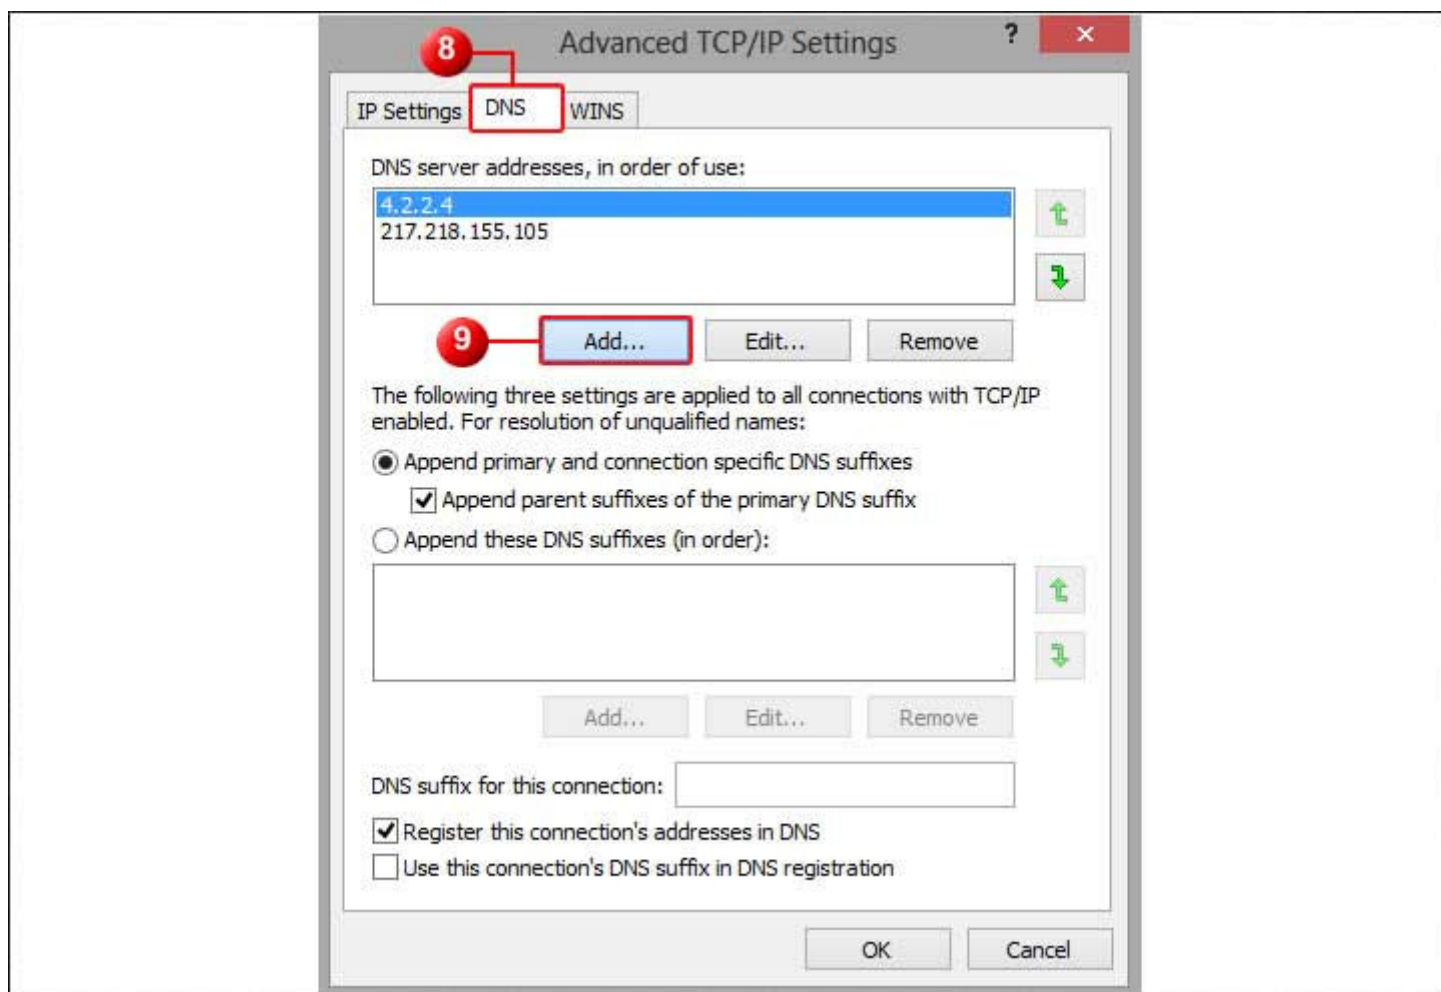 8
Advanced TCP/IP Settings
?
IP Settings DNS WINS
DNS server addresses, in order of use:
4.2.2.4
217.218.155.105
9
Add... Edit... Remove
The following three settings are applied to all connections with TCP/IP
enabled. For resolution of unqualified names:
Append primary and connection specific DNS suffixes
Append parent suffixes of the primary DNS suffix
Append these DNS suffixes (in order):
Add... Edit... Remove
DNS suffix for this connection:
Register this connection's addresses in DNS
Use this connection's DNS suffix in DNS registration
OK Cancel